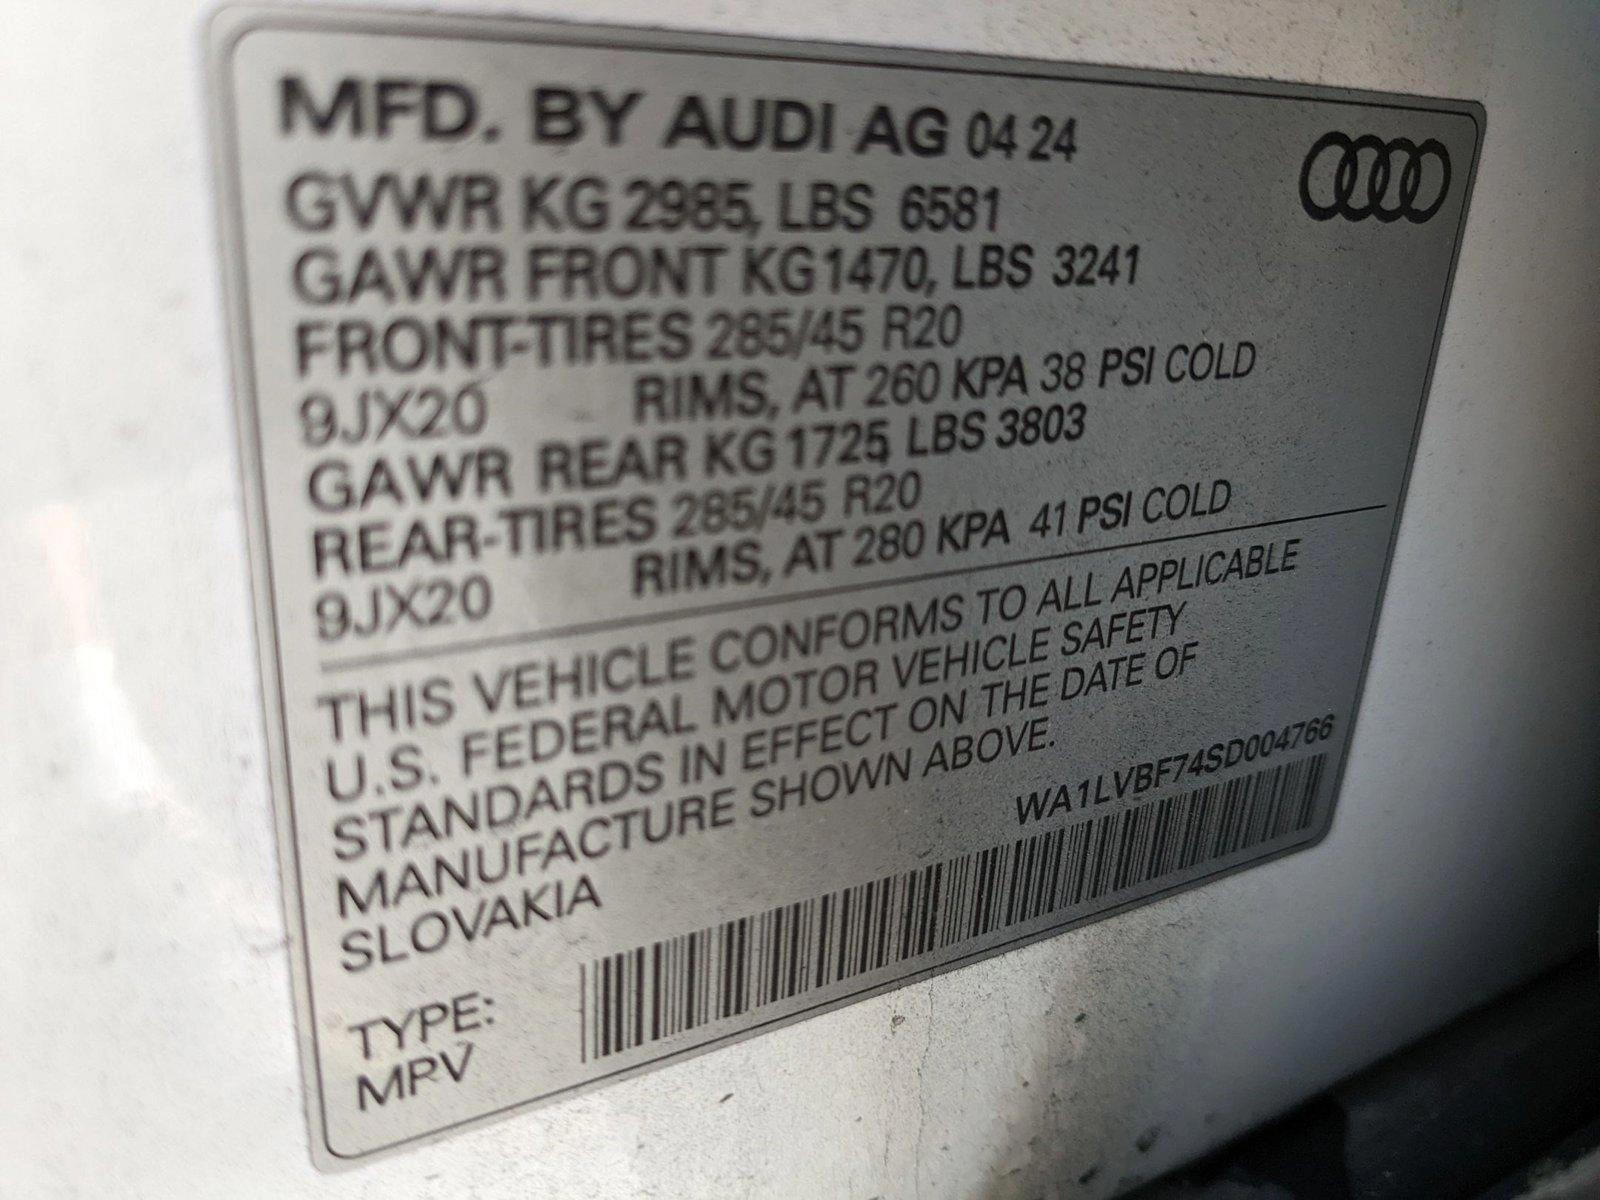 MFD. BY AUDI AG 04 24
GVWR KG 2985, LBS 6581
GAWR FRONT KG 1470, LBS 3241
FRONT-TIRES 285/45 R20
9JX20 RIMS, AT 260 KPA 38 PSI COLD
GAWR REAR KG 1725, LBS 3803
REAR-TIRES 285/45 R20
9JX20 RIMS, AT 280 KPA 41 PSI COLD
THIS VEHICLE CONFORMS TO ALL APPLICABLE
U.S. FEDERAL MOTOR VEHICLE SAFETY
STANDARDS IN EFFECT ON THE DATE OF
MANUFACTURE SHOWN ABOVE.
SLOVAKIA
WA1LVBF74SD004766
TYPE:
MPV